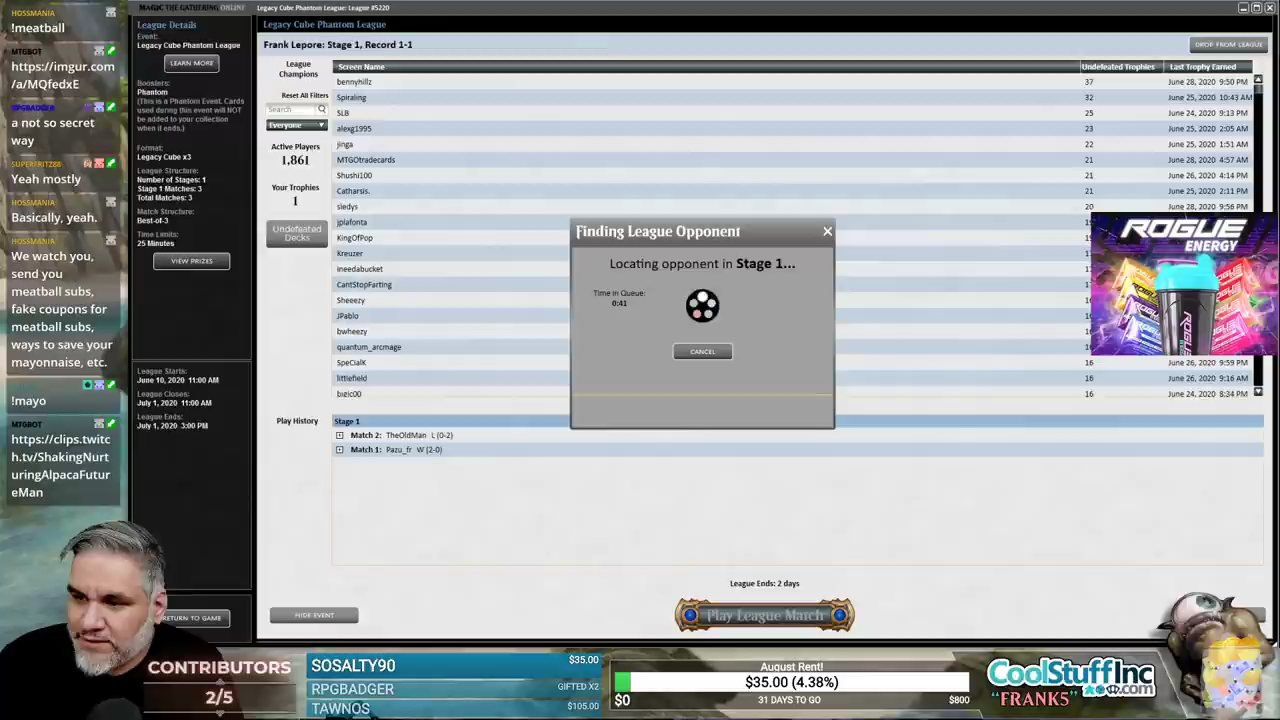 HOSSMANIA
!meatball
MTGBOT
https://imgur.com
/a/MQfedxE
RPGBADGER
a not so secret
way
SUPERFRITZ88
Yeah mostly
HOSSMANIA
Basically, yeah.
HOSSMANIA
We watch you,
send you
meatball subs,
fake coupons for
meatball subs,
ways to save your
mayonnaise, etc.
!mayo
MTGBOT
https://clips.twitc
h.tv/ShakingNurt
uringAlpacaFutur
eMan
MAGIC THE GATHERING ONLINE
Legacy Cube Phantom League: League #5220
League Details
Event:
Legacy Cube Phantom League
LEARN MORE
Boosters:
Phantom
(This is a Phantom Event. Cards
used during this event will NOT
be added to your collection
when it ends.)
Format:
Legacy Cube x3
League Structure:
Number of Stages: 1
Stage 1 Matches: 3
Total Matches: 3
Match Structure:
Best-of-3
Time Limits:
25 Minutes
VIEW PRIZES
League Starts:
June 10, 2020 11:00 AM
League Closes:
July 1, 2020 11:00 AM
League Ends:
July 1, 2020 3:00 PM
RETURN TO GAME
Legacy Cube Phantom League
Frank Lepore: Stage 1, Record 1-1
DROP FROM LEAGUE
League
Champions
Reset All Filters
Search
Everyone
Active Players
1,861
Your Trophies
1
Undefeated
Decks
Screen Name Undefeated Trophies Last Trophy Earned
bennyhillz 37 June 28, 2020 9:50 PM
Spiraling 32 June 25, 2020 10:43 AM
SLB 25 June 24, 2020 9:13 PM
alexg1995 23 June 25, 2020 2:05 AM
jinga 22 June 25, 2020 1:51 AM
MTGOtradecards 21 June 28, 2020 4:57 AM
Shushi100 21 June 26, 2020 4:14 PM
Catharsis. 21 June 25, 2020 2:11 PM
sledys 20 June 28, 2020 9:56 PM
jplafonta
KingOfPop
Kreuzer
ineedabucket
CantStopFarting
Sheeezy
JPablo
bwheezy
quantum_arcmage
SpeCialK 16 June 26, 2020 9:59 PM
littlefield 16 June 26, 2020 9:16 AM
bigic00 16 June 24, 2020 8:34 PM
Finding League Opponent
Locating opponent in Stage 1...
Time in Queue:
0:41
CANCEL
ROGUE
ENERGY
ROGUE
Play History
Stage 1
Match 2: TheOldMan L (0-2)
Match 1: Pazu_fr W (2-0)
League Ends: 2 days
HIDE EVENT
Play League Match
CONTRIBUTORS
2/5
SOSALTY90 $35.00
RPGBADGER GIFTED X2
TAWNOS $105.00
August Rent!
$35.00 (4.38%)
$0 31 DAYS TO GO $800
CoolStuffInc
.com
"FRANK5"